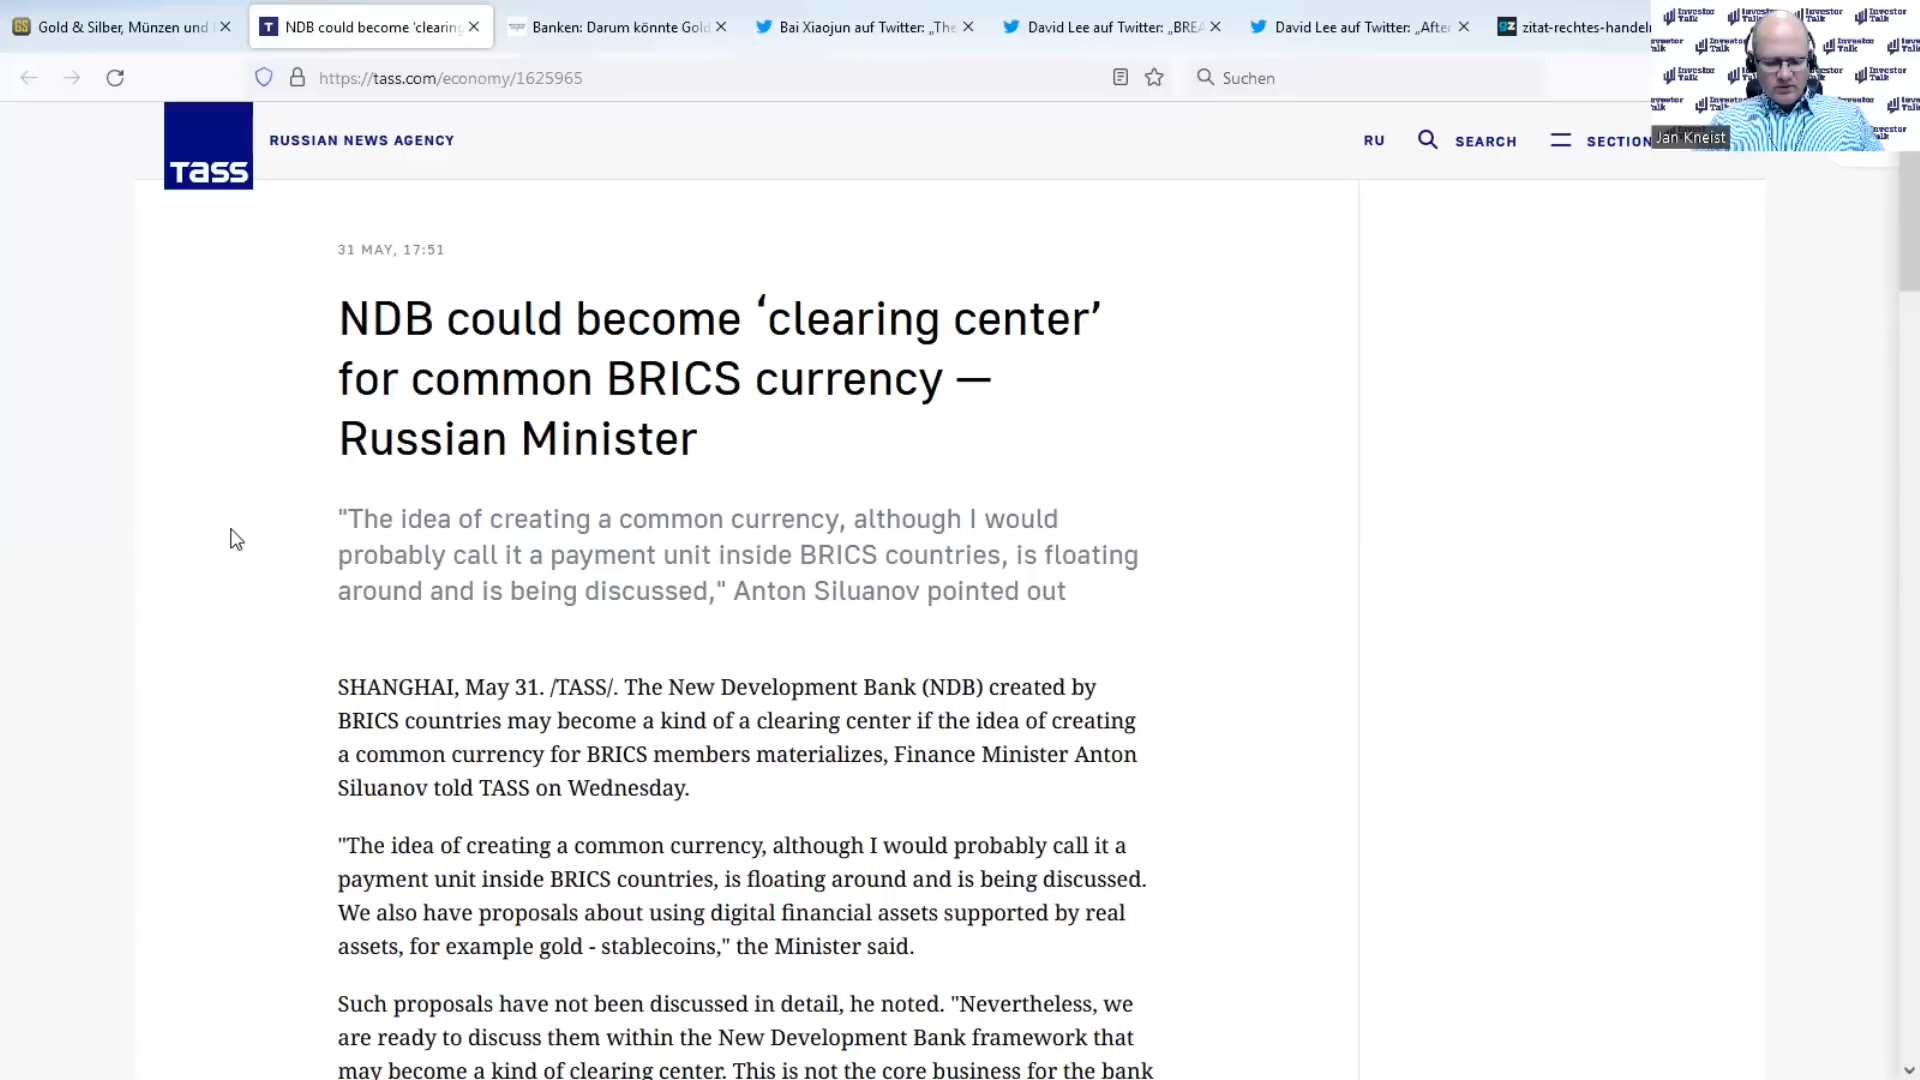 Gold & Silber, Münzen und
NDB could become ‘clearing
Banken: Darum könnte Gold
Bai Xiaojun auf Twitter: „The
David Lee auf Twitter: „BREA
David Lee auf Twitter: „After
zitat-rechtes-handeln
https://tass.com/economy/1625965
Suchen
Investor Talk
Jan Kneist
TASS
RUSSIAN NEWS AGENCY
RU
SEARCH
SECTION
31 MAY, 17:51
NDB could become ‘clearing center’
for common BRICS currency —
Russian Minister
"The idea of creating a common currency, although I would
probably call it a payment unit inside BRICS countries, is floating
around and is being discussed," Anton Siluanov pointed out
SHANGHAI, May 31. /TASS/. The New Development Bank (NDB) created by
BRICS countries may become a kind of a clearing center if the idea of creating
a common currency for BRICS members materializes, Finance Minister Anton
Siluanov told TASS on Wednesday.
"The idea of creating a common currency, although I would probably call it a
payment unit inside BRICS countries, is floating around and is being discussed.
We also have proposals about using digital financial assets supported by real
assets, for example gold - stablecoins," the Minister said.
Such proposals have not been discussed in detail, he noted. "Nevertheless, we
are ready to discuss them within the New Development Bank framework that
may become a kind of clearing center. This is not the core business for the bank